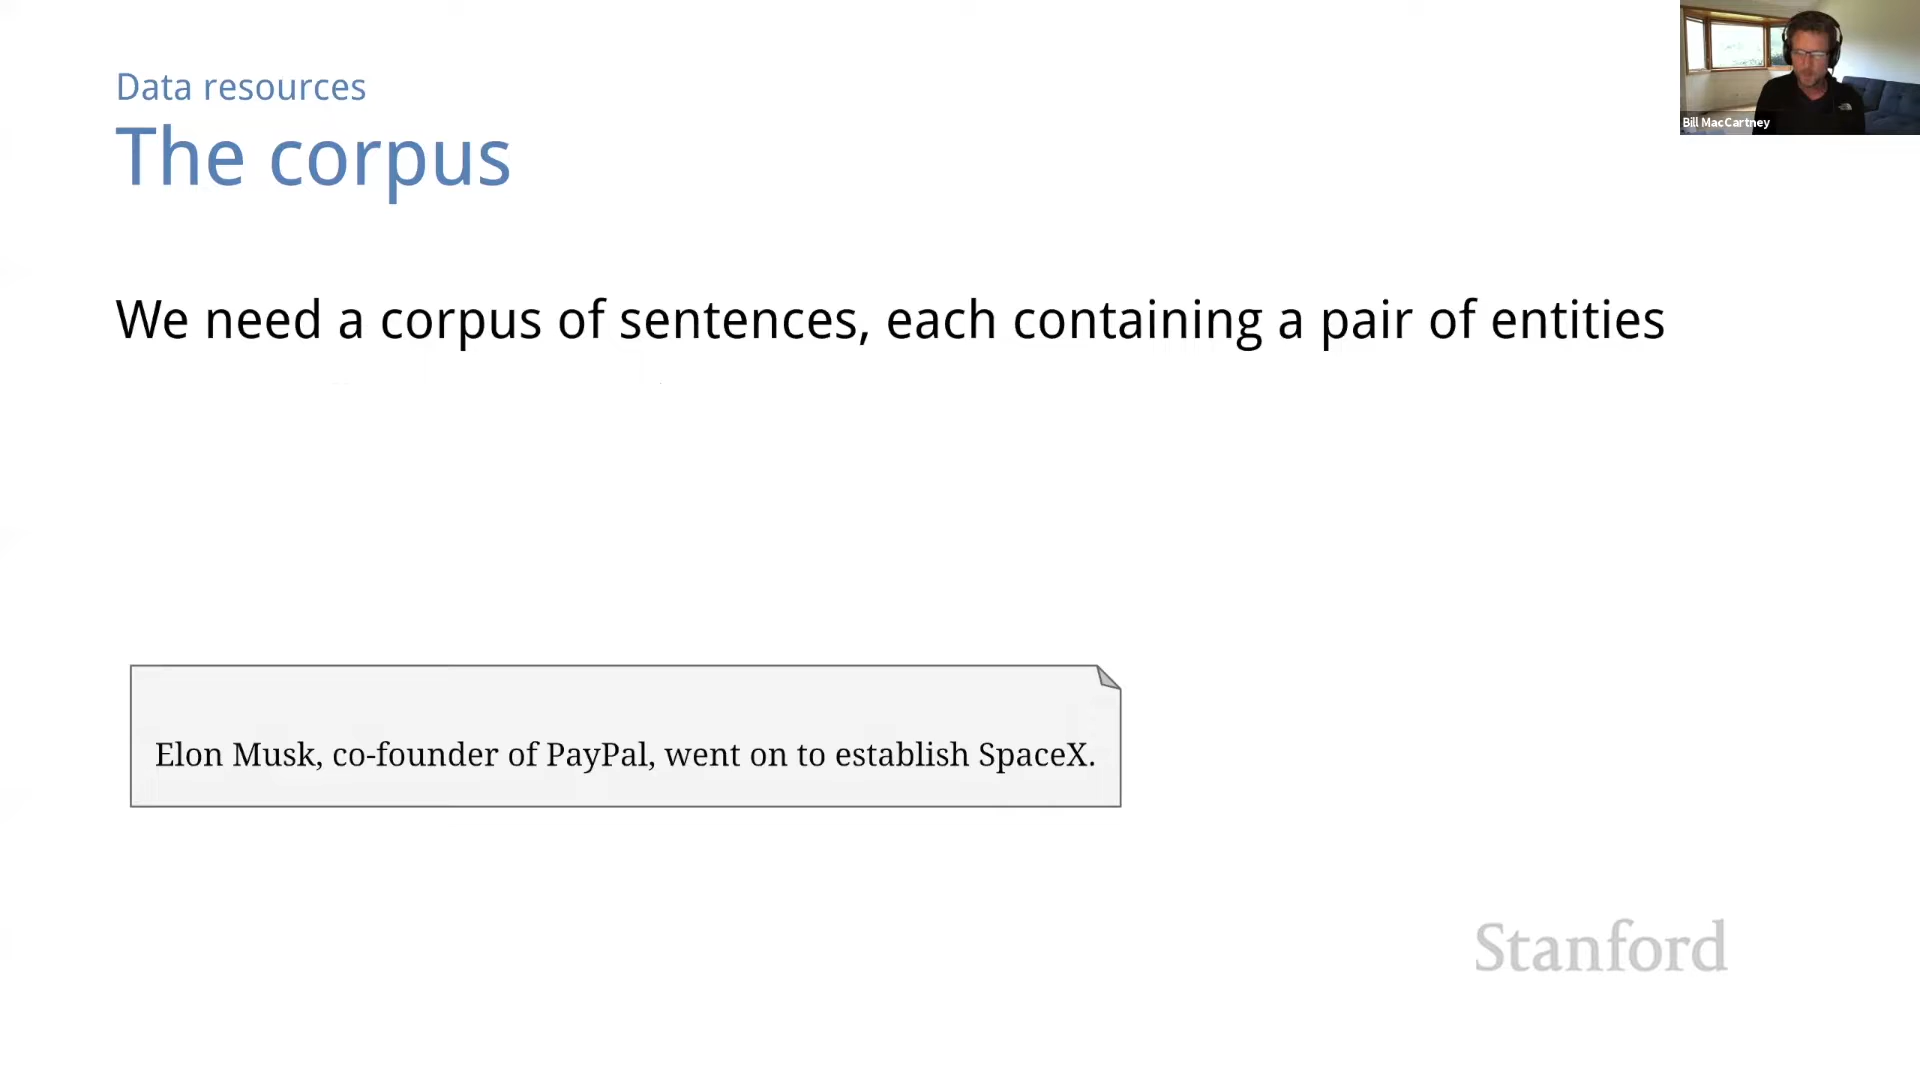 Data resources
The corpus
Bill MacCartney
We need a corpus of sentences, each containing a pair of entities
Elon Musk, co-founder of PayPal, went on to establish SpaceX.
Stanford